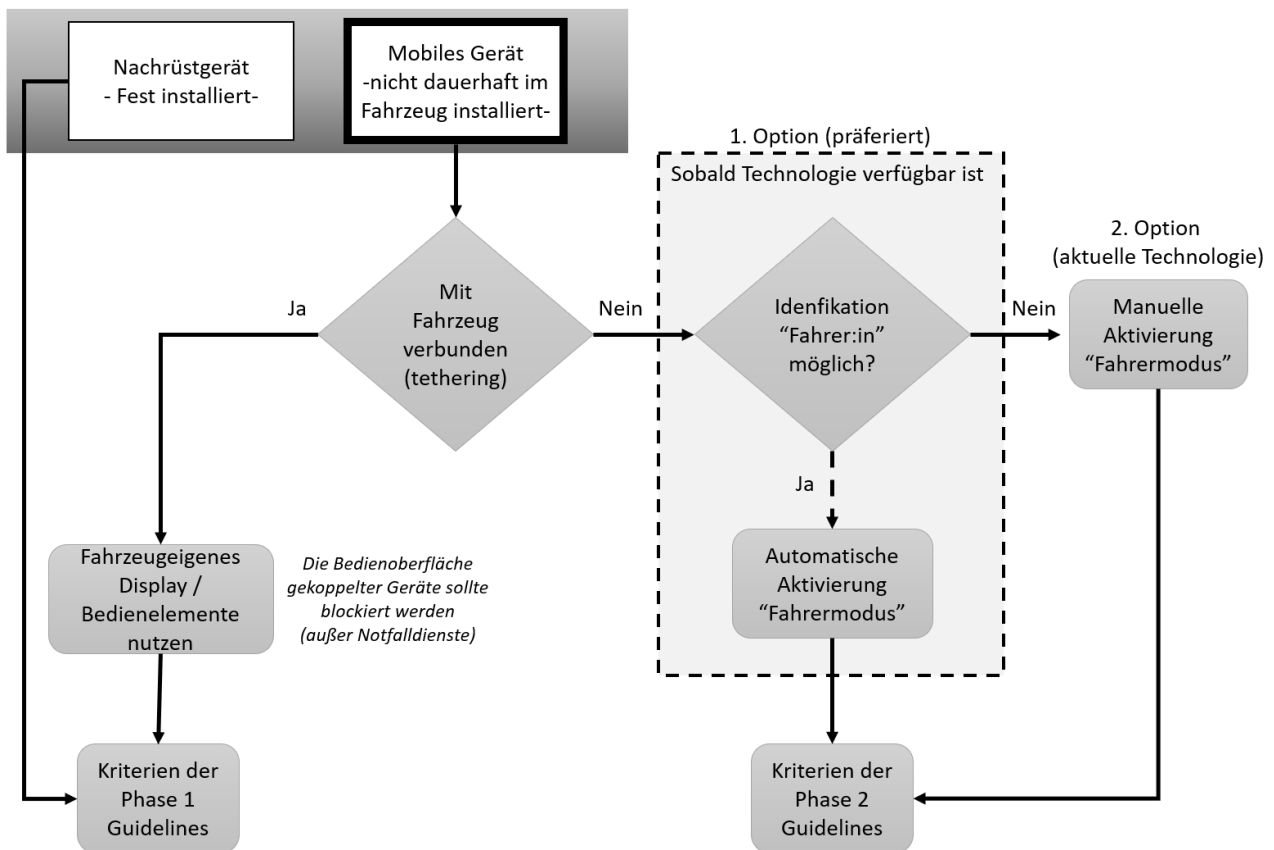 Nachrüstgerät
- Fest installiert-
Mobiles Gerät
-nicht dauerhaft im
Fahrzeug installiert-
1. Option (präferiert)
Sobald Technologie verfügbar ist
2. Option
(aktuelle Technologie)
Ja
Mit
Fahrzeug
verbunden
(tethering)
Nein
Idenfikation
“Fahrer:in”
möglich?
Nein
Manuelle
Aktivierung
“Fahrermodus”
Ja
Fahrzeugeigenes
Display /
Bedienelemente
nutzen
Die Bedienoberfläche
gekoppelter Geräte sollte
blockiert werden
(außer Notfalldienste)
Automatische
Aktivierung
“Fahrermodus”
Kriterien der
Phase 1
Guidelines
Kriterien der
Phase 2
Guidelines